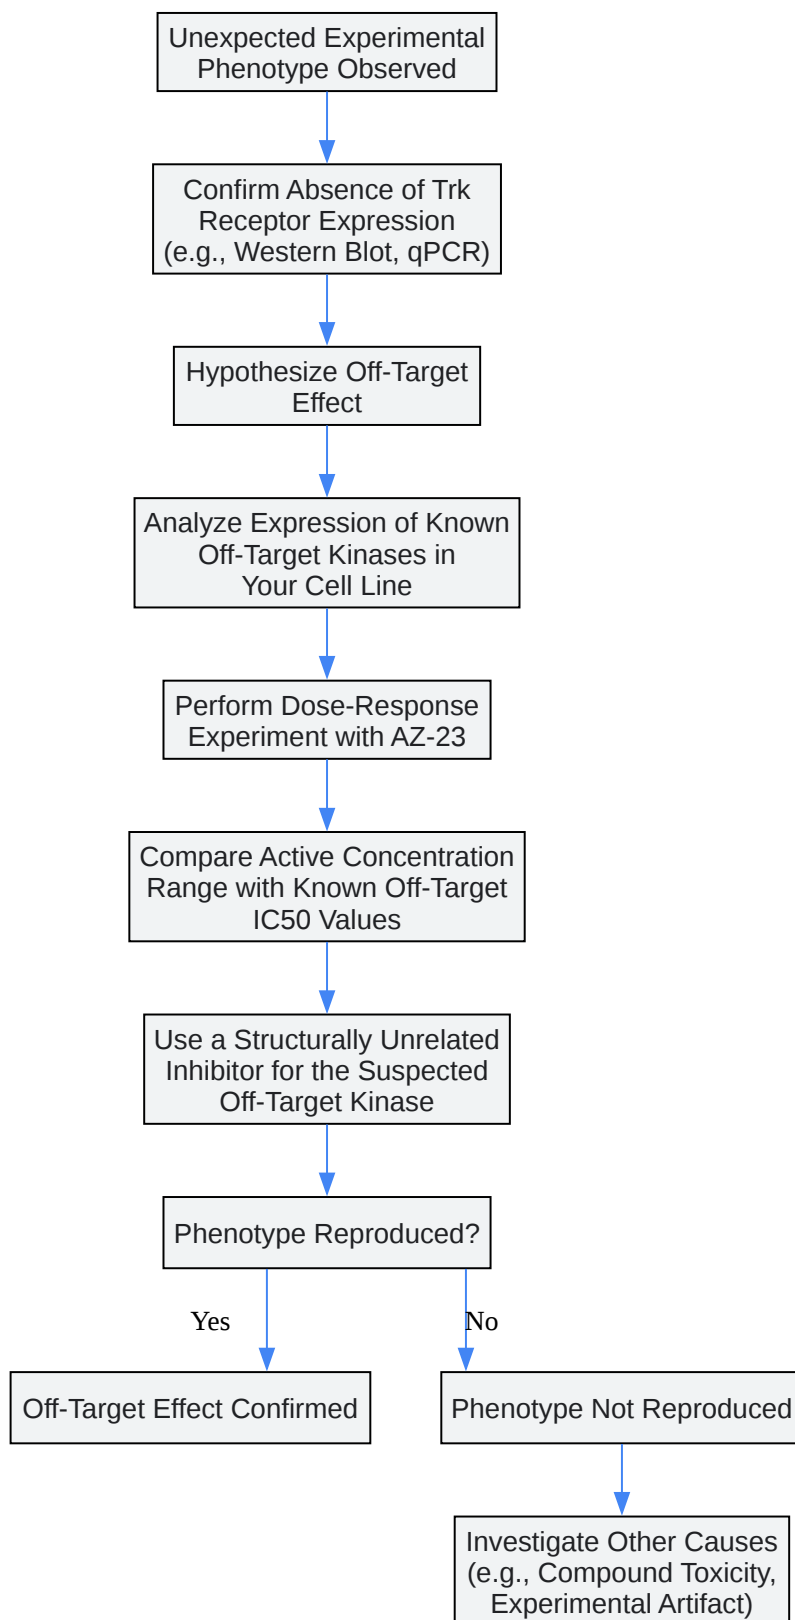 Unexpected Experimental
Phenotype Observed
Confirm Absence of Trk
Receptor Expression
(e.g., Western Blot, qPCR)
Hypothesize Off-Target
Effect
Analyze Expression of Known
Off-Target Kinases in
Your Cell Line
Perform Dose-Response
Experiment with AZ-23
Compare Active Concentration
Range with Known Off-Target
IC50 Values
Use a Structurally Unrelated
Inhibitor for the Suspected
Off-Target Kinase
Phenotype Reproduced?
Yes
No
Off-Target Effect Confirmed
Phenotype Not Reproduced
Investigate Other Causes
(e.g., Compound Toxicity,
Experimental Artifact)